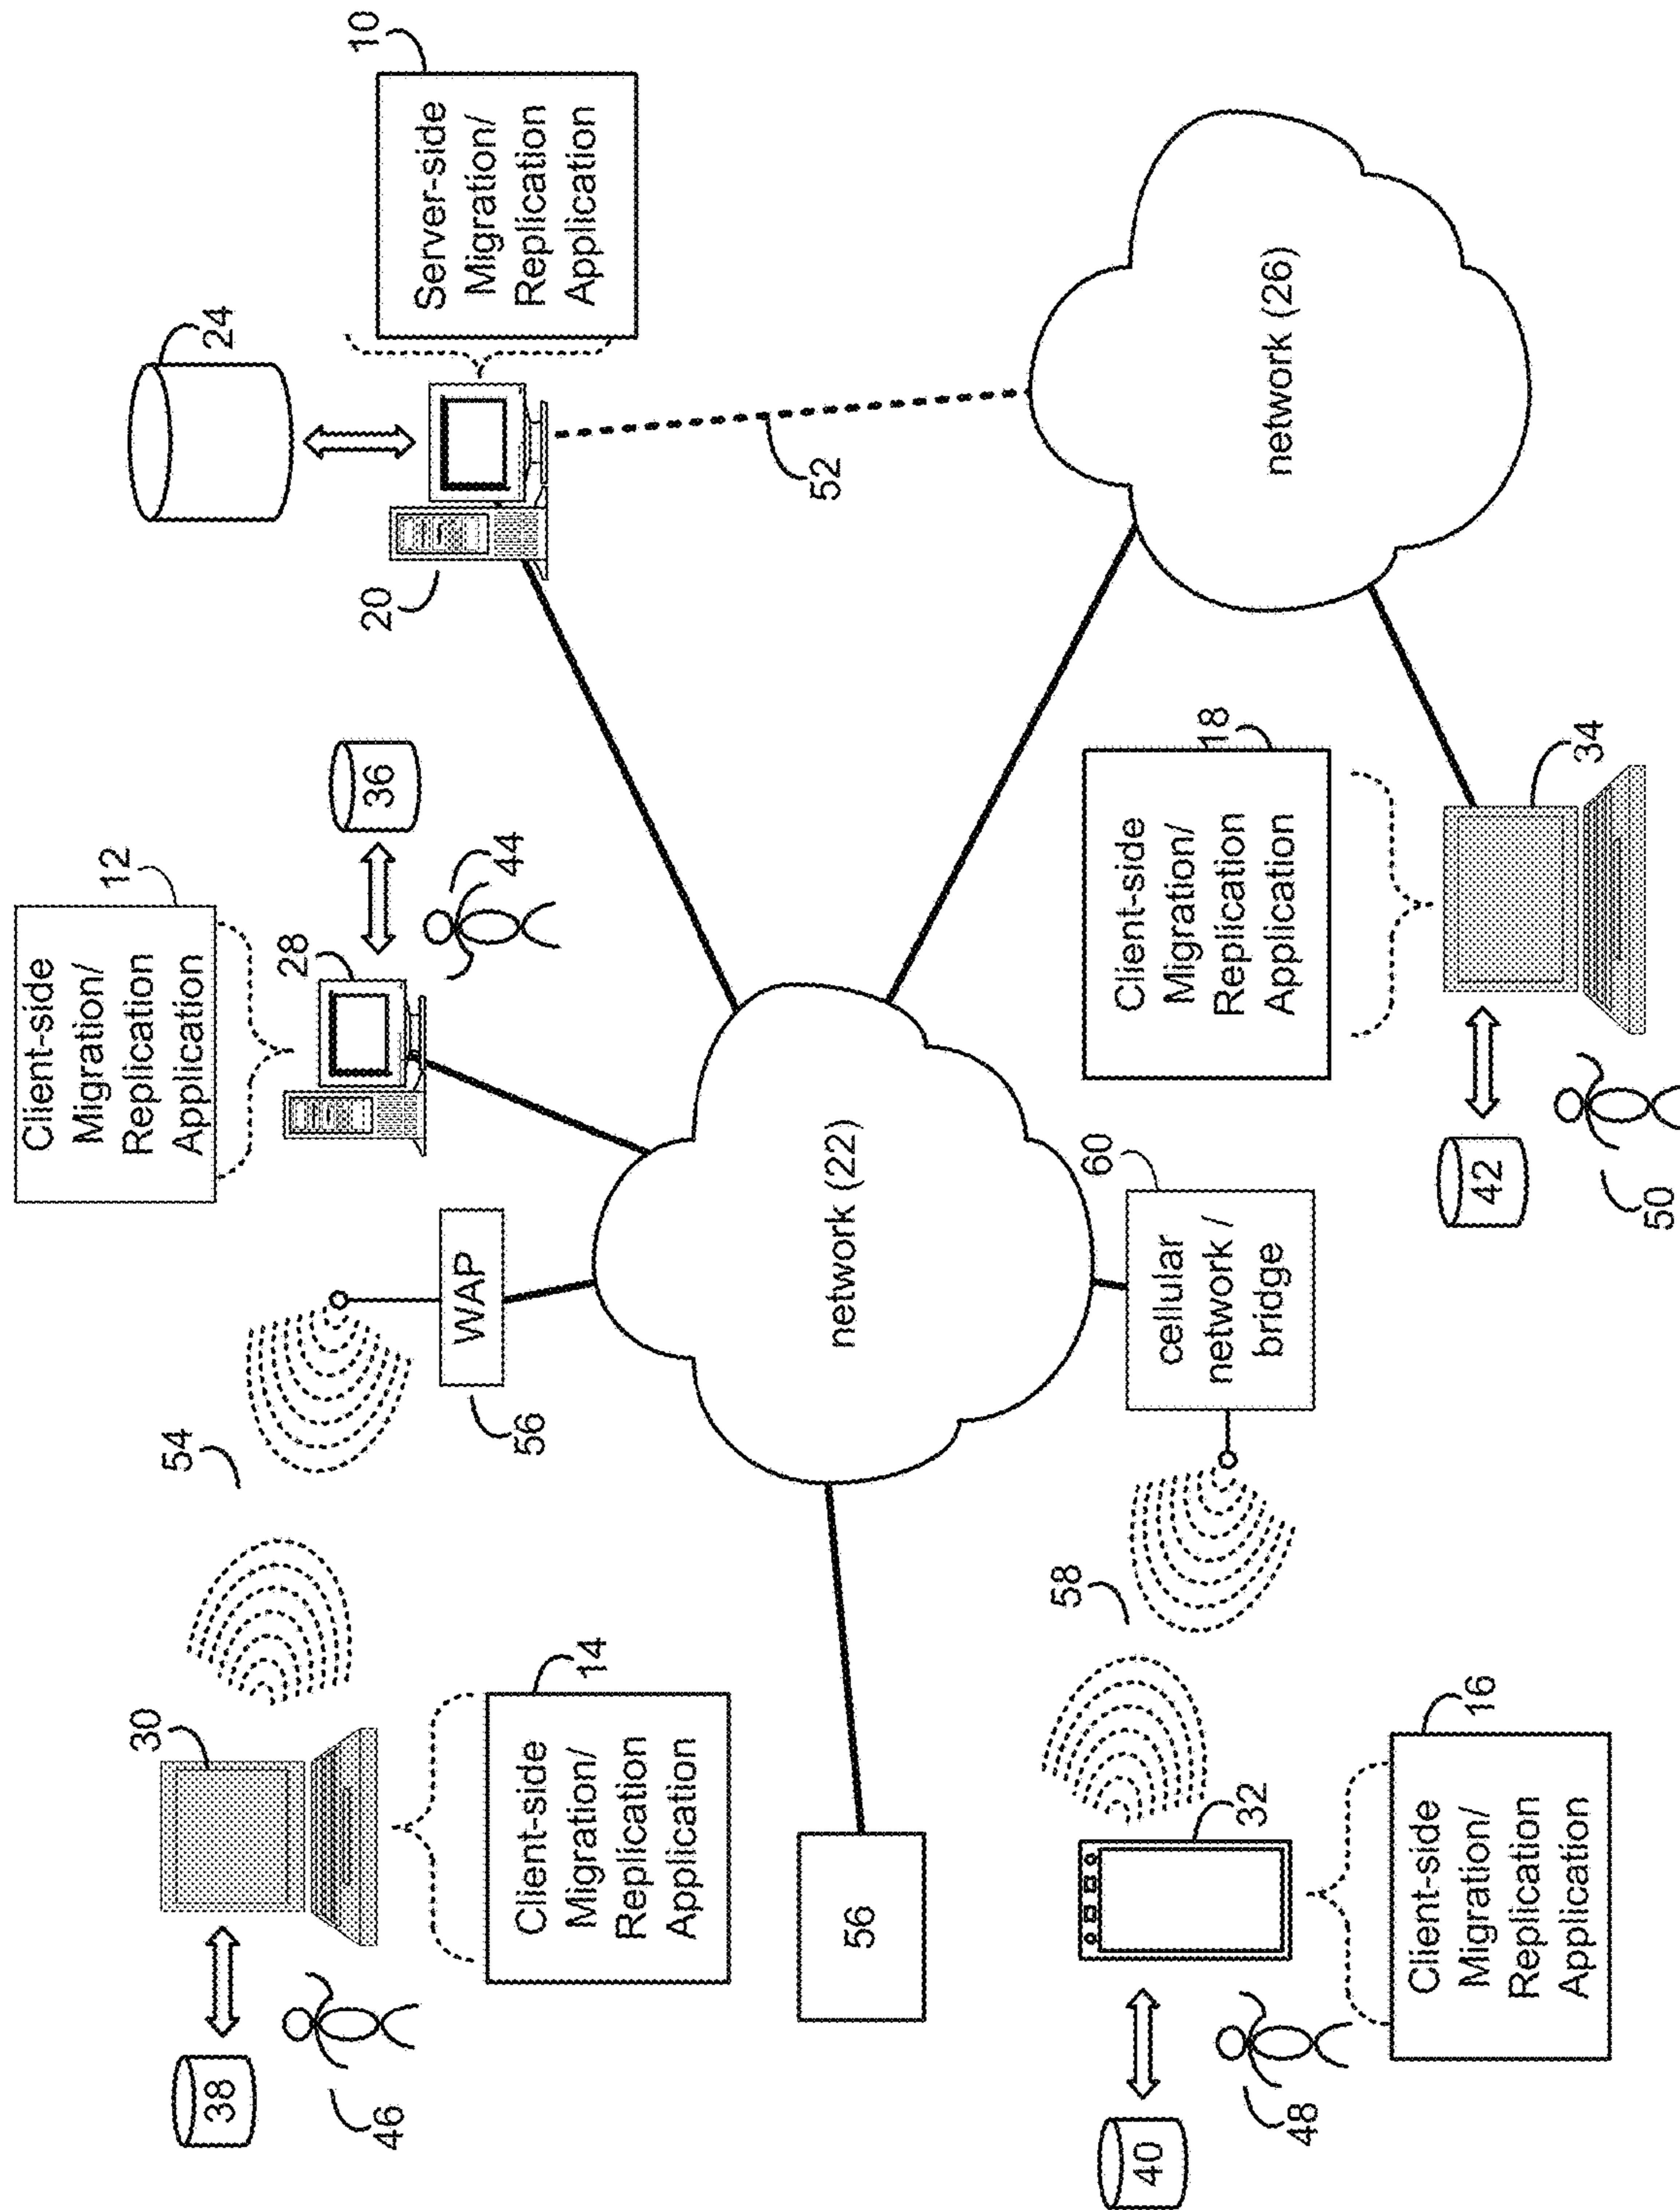 Client-side
Migration/
Replication
Application
12
24
30
54
38
28
36
10
46
20
44
Server-side
Migration/
Replication
Application
WAP
56
14
Client-side
Migration/
Replication
Application
network (22)
52
56
58
60
32
cellular
network /
bridge
Client-side
Migration/
Replication
Application
18
network (26)
40
48
16
Client-side
Migration/
Replication
Application
42
34
50